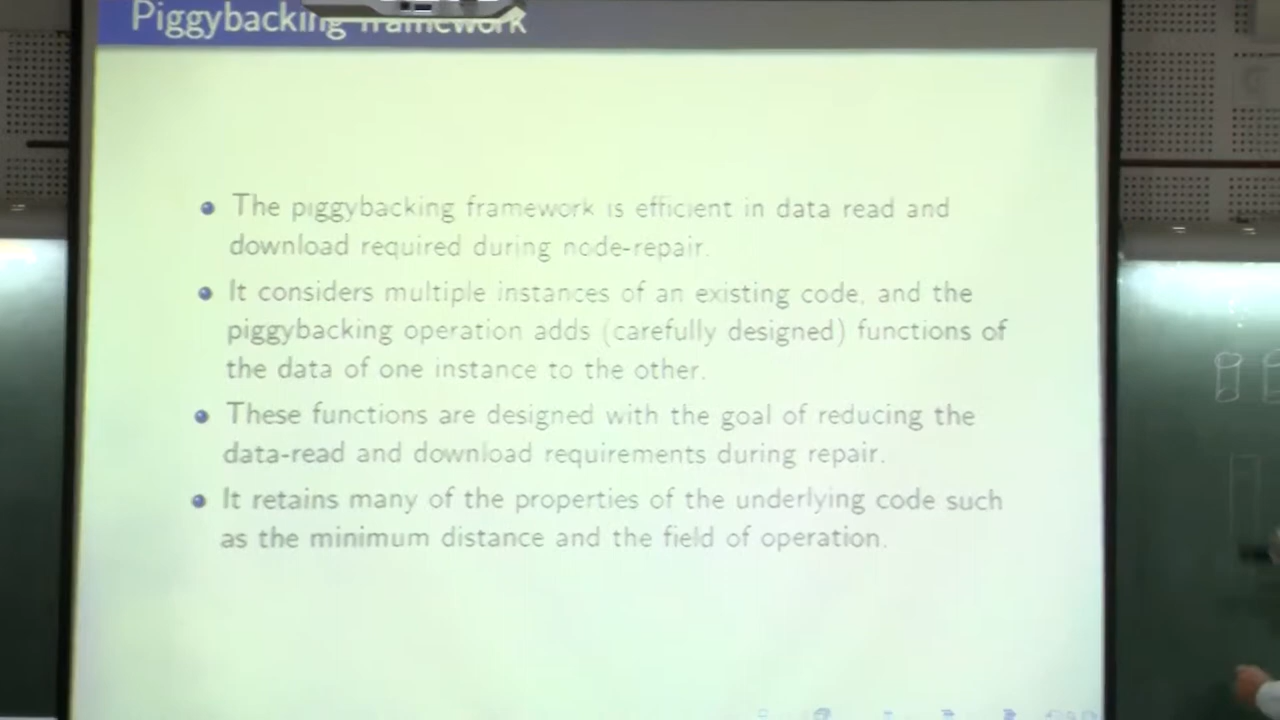 Piggybacking framework
The piggybacking framework is efficient in data read and
download required during node-repair.
It considers multiple instances of an existing code, and the
piggybacking operation adds (carefully designed) functions of
the data of one instance to the other.
These functions are designed with the goal of reducing the
data-read and download requirements during repair.
It retains many of the properties of the underlying code such
as the minimum distance and the field of operation.